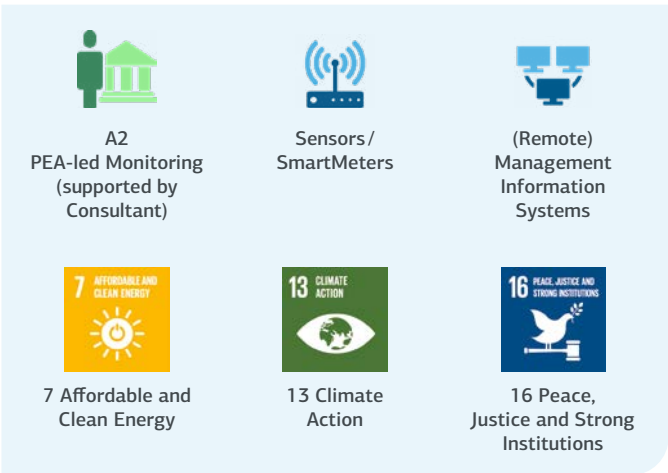 A2
PEA-led Monitoring
(supported by
Consultant)
Sensors/
SmartMeters
(Remote)
Management
Information
Systems
7 AFFORDABLE AND
CLEAN ENERGY
13 CLIMATE
ACTION
16 PEACE, JUSTICE AND
STRONG INSTITUTIONS
7 Affordable and
Clean Energy
13 Climate
Action
16 Peace,
Justice and Strong
Institutions